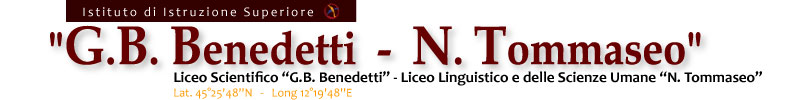 Istituto di Istruzione Superiore
"G.B. Benedetti - N. Tommaseo"
Liceo Scientifico “G.B. Benedetti” - Liceo Linguistico e delle Scienze Umane “N. Tommaseo”
Lat. 45°25'48''N - Long 12°19'48''E